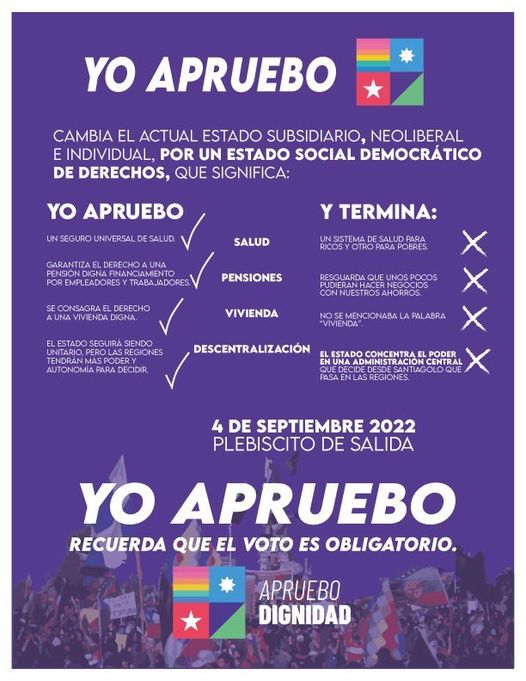 YO APRUEBO
CAMBIA EL ACTUAL ESTADO SUBSIDIARIO, NEOLIBERAL
E INDIVIDUAL, POR UN ESTADO SOCIAL DEMOCRÁTICO
DE DERECHOS, QUE SIGNIFICA:
YO APRUEBO
UN SEGURO UNIVERSAL DE SALUD.
GARANTIZA EL DERECHO A UNA
PENSIÓN DIGNA FINANCIAMIENTO
POR EMPLEADORES Y TRABAJADORES.
SE CONSAGRA EL DERECHO
A UNA VIVIENDA DIGNA.
EL ESTADO SEGUIRÁ SIENDO
UNITARIO, PERO LAS REGIONES
TENDRÁN MÁS PODER Y
AUTONOMÍA PARA DECIDIR.
SALUD
PENSIONES
VIVIENDA
DESCENTRALIZACIÓN
Y TERMINA:
UN SISTEMA DE SALUD PARA
RICOS Y OTRO PARA POBRES.
RESGUARDA QUE UNOS POCOS
PUDIERAN HACER NEGOCIOS
CON NUESTROS AHORROS.
NO SE MENCIONABA LA PALABRA
“VIVIENDA”.
EL ESTADO CONCENTRA EL PODER
EN UNA ADMINISTRACIÓN CENTRAL
QUE DECIDE DESDE SANTIAGOLO QUE
PASA EN LAS REGIONES.
4 DE SEPTIEMBRE 2022
PLEBISCITO DE SALIDA
YO APRUEBO
RECUERDA QUE EL VOTO ES OBLIGATORIO.
APRUEBO
DIGNIDAD